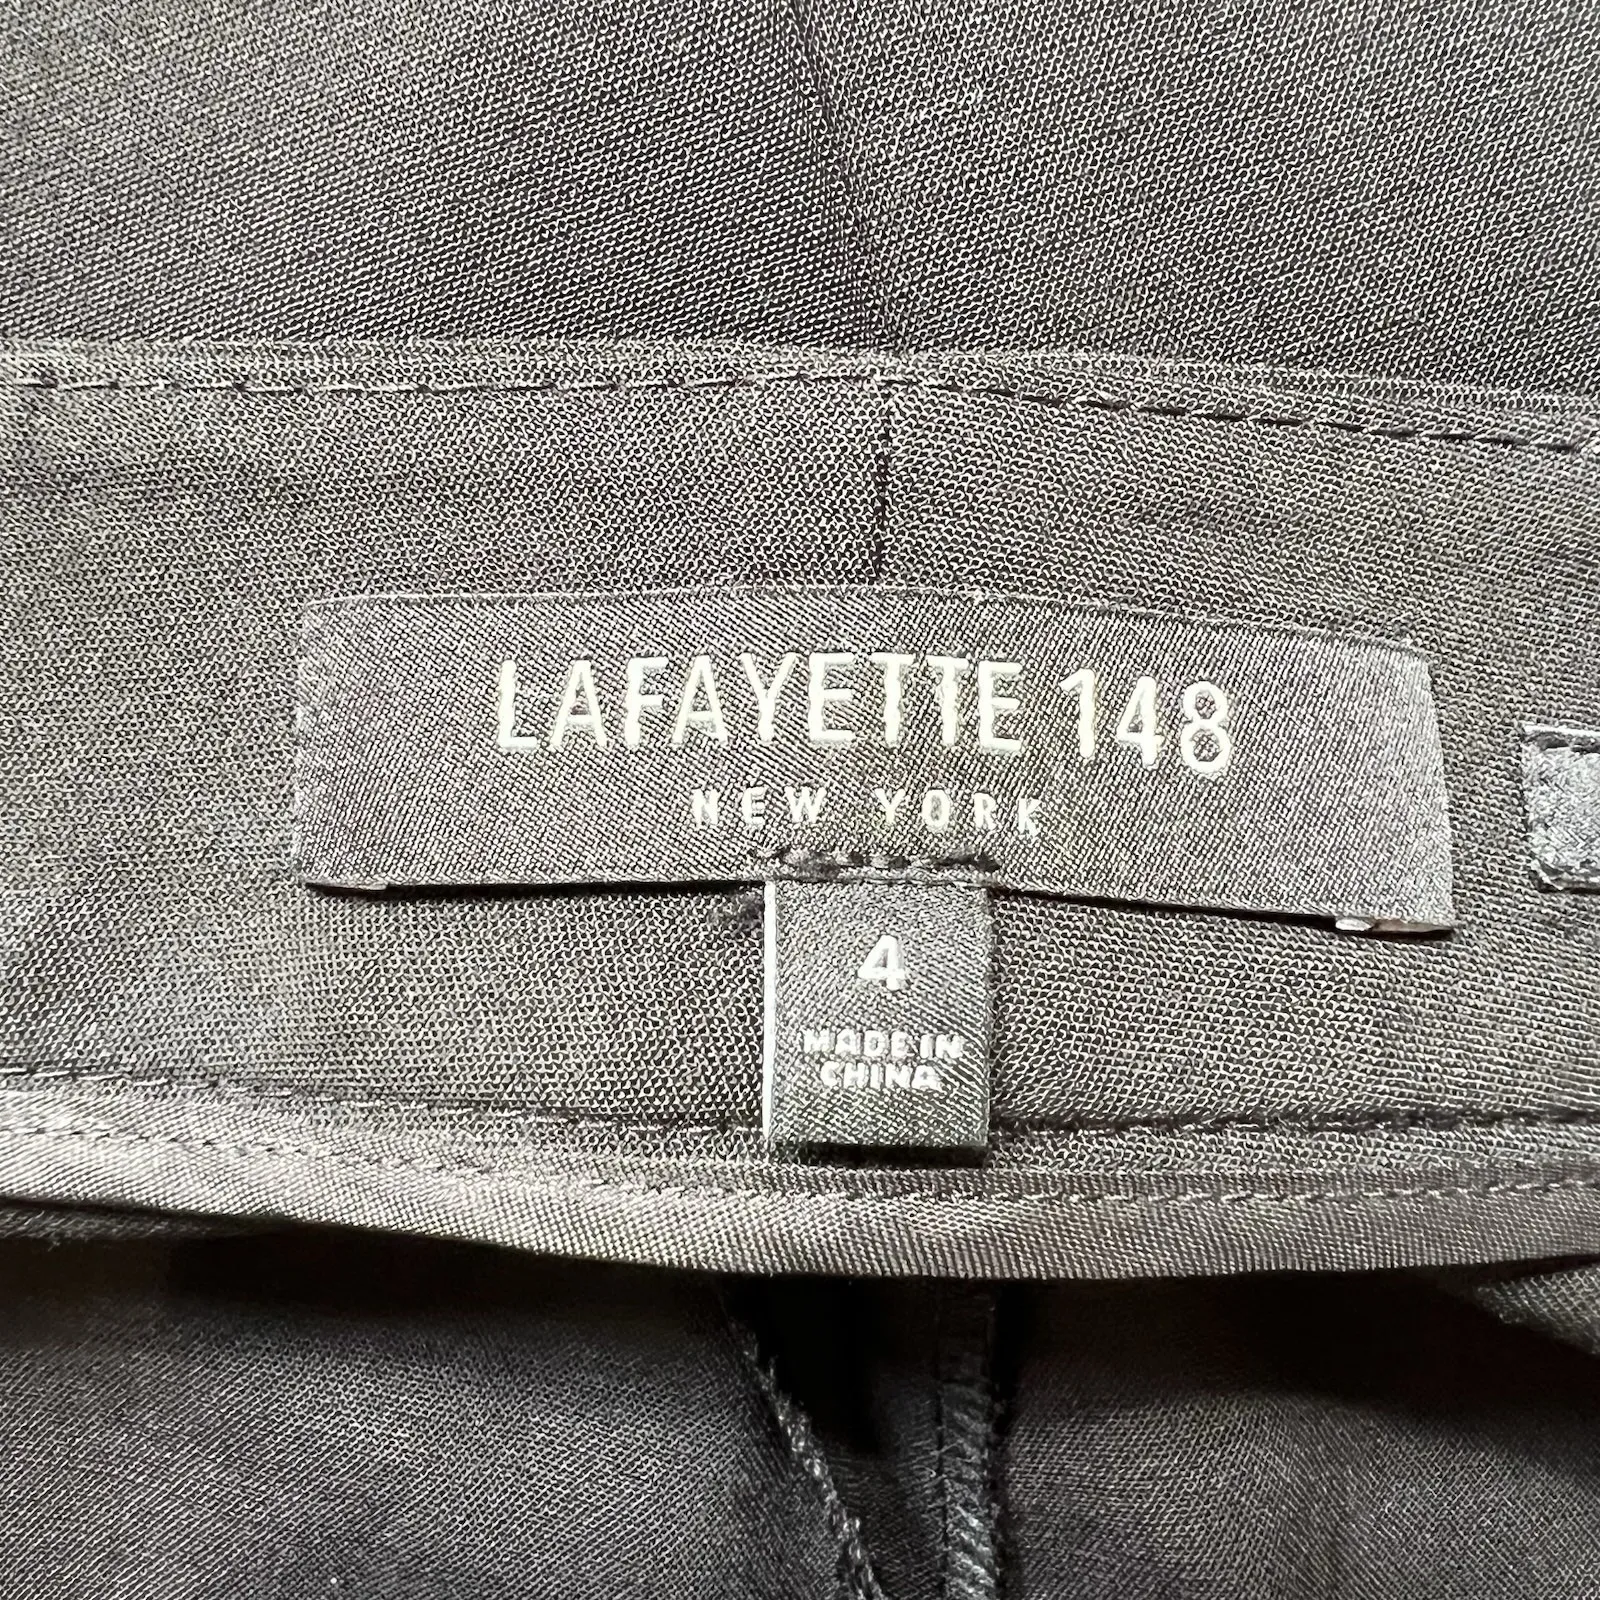 LAFAYETTE 148
NEW YORK
4
MADE IN
CHINA